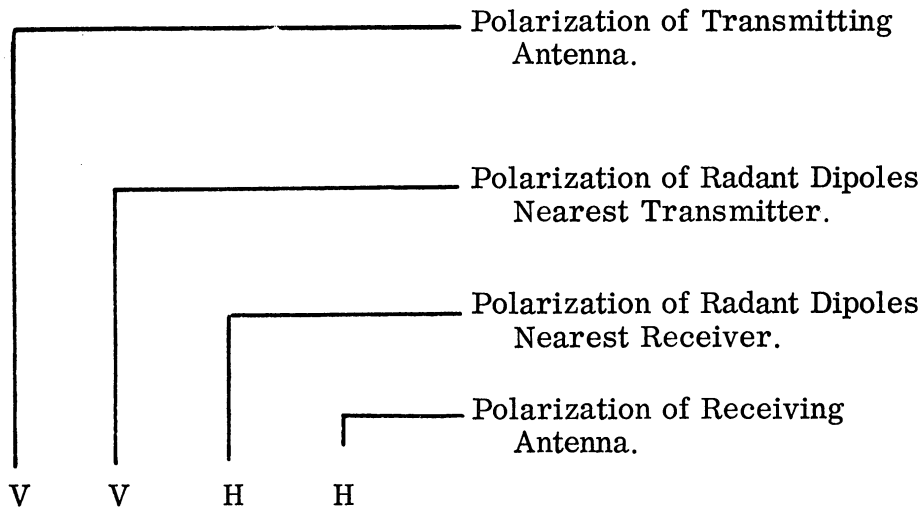 Polarization of Transmitting
Antenna.
Polarization of Radant Dipoles
Nearest Transmitter.
Polarization of Radant Dipoles
Nearest Receiver.
Polarization of Receiving
Antenna.
V V H H